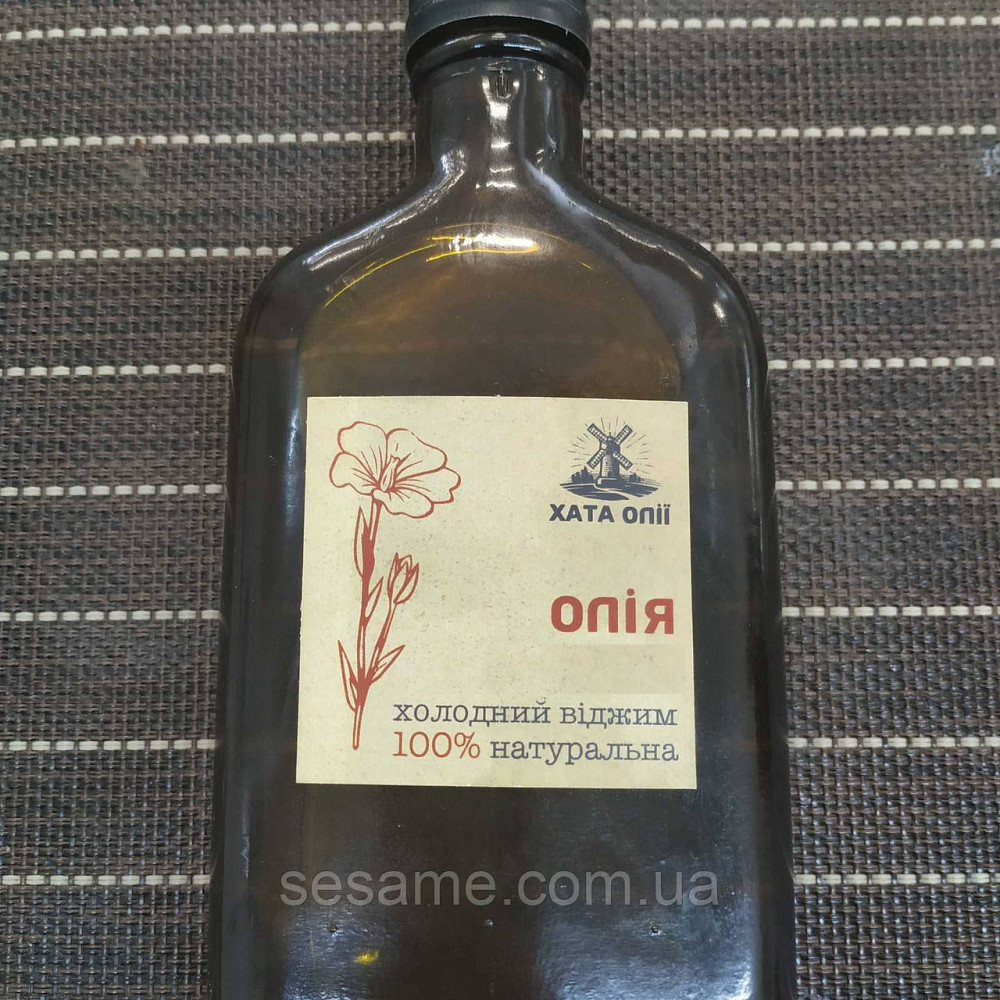 ХАТА ОЛІЇ
ОЛІЯ
холодний віджим
100% натуральна
sesame.com.ua